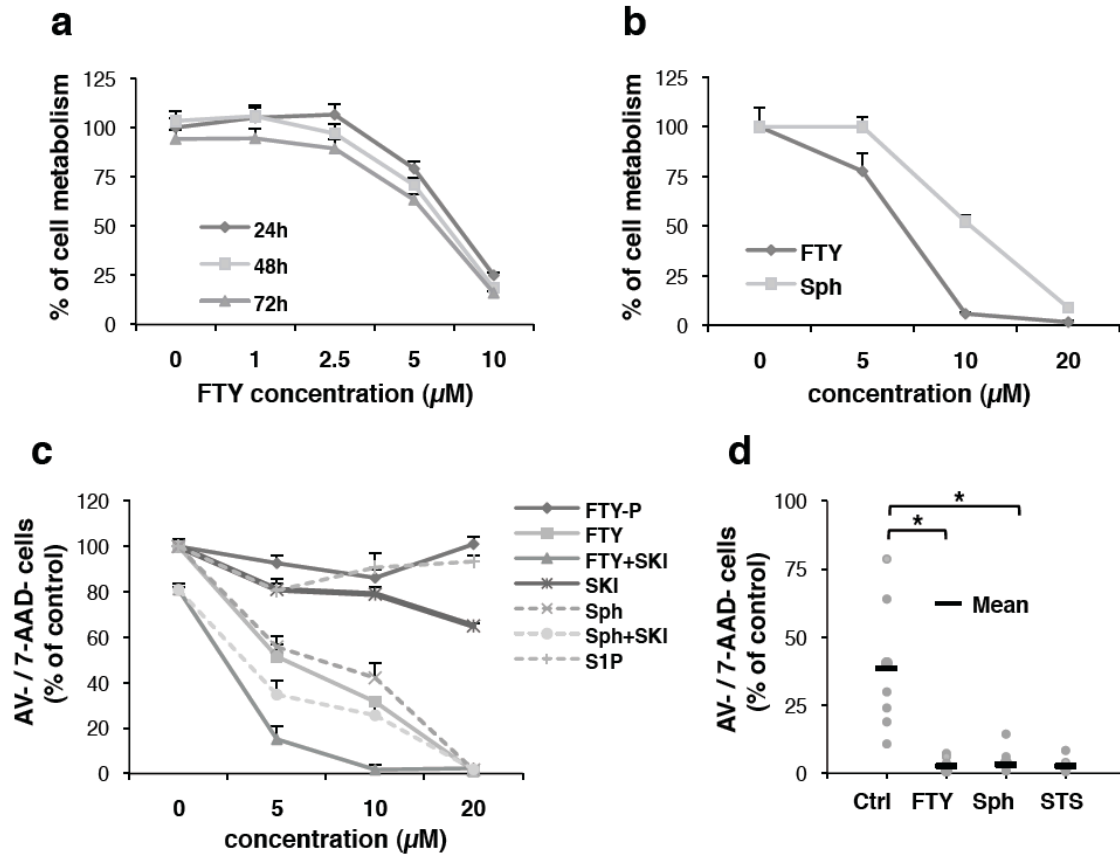 a
% of cell metabolism
125
100
75
50
25
0
24h
48h
72h
0 1 2.5 5 10
FTY concentration (µM)
b
% of cell metabolism
125
100
75
50
25
0
FTY
Sph
0 5 10 20
concentration (µM)
c
AV- / 7-AAD- cells
(% of control)
120
100
80
60
40
20
0
FTY-P
FTY
FTY+SKI
SKI
Sph
Sph+SKI
S1P
0 5 10 20
concentration (µM)
d
AV- / 7-AAD- cells
(% of control)
100
75
50
25
0
*
*
Mean
Ctrl FTY Sph STS